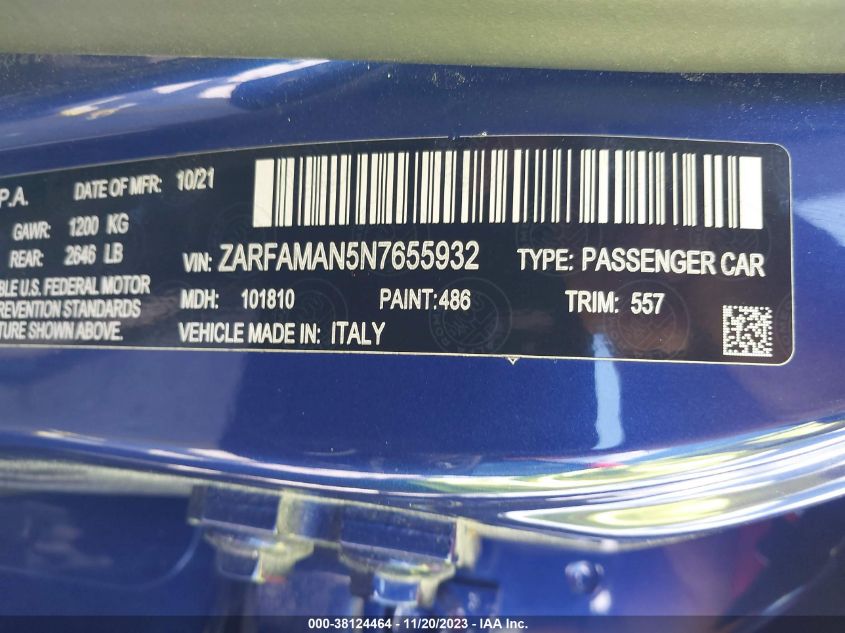 P.A. DATE OF MFR: 10/21
GAWR: 1200 KG
REAR: 2646 LB
VIN: ZARFAMAN5N7655932 TYPE: PASSENGER CAR
BLE U.S. FEDERAL MOTOR
MDH: 101810 PAINT: 486 TRIM: 557
REVENTION STANDARDS
TURE SHOWN ABOVE. VEHICLE MADE IN: ITALY
000-38124464 - 11/20/2023 - IAA Inc.